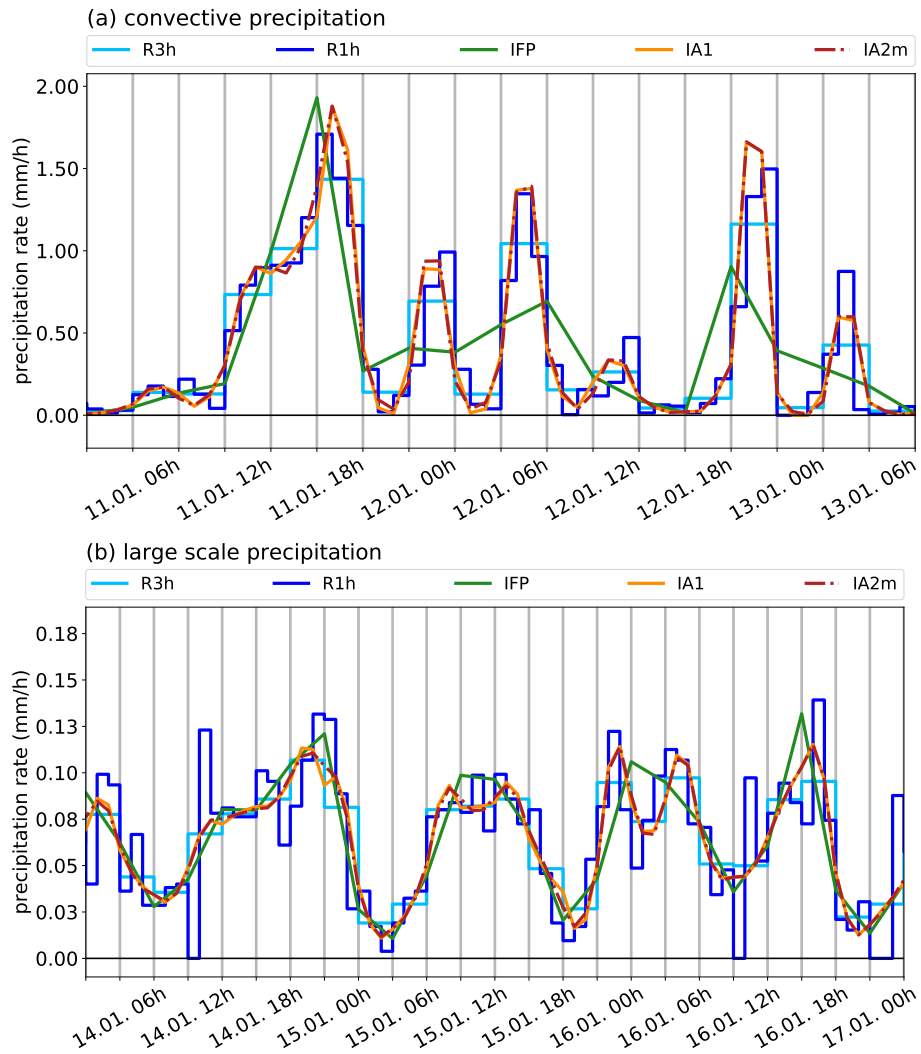 (a) convective precipitation
R3h R1h IFP IA1 IA2m
precipitation rate (mm/h)
2.00
1.50
1.00
0.50
0.00
11.01. 06h 11.01. 12h 11.01. 18h 12.01. 00h 12.01. 06h 12.01. 12h 12.01. 18h 13.01. 00h 13.01. 06h
(b) large scale precipitation
R3h R1h IFP IA1 IA2m
precipitation rate (mm/h)
0.18
0.15
0.13
0.10
0.08
0.05
0.03
0.00
14.01. 06h 14.01. 12h 14.01. 18h 15.01. 00h 15.01. 06h 15.01. 12h 15.01. 18h 16.01. 00h 16.01. 06h 16.01. 12h 16.01. 18h 17.01. 00h